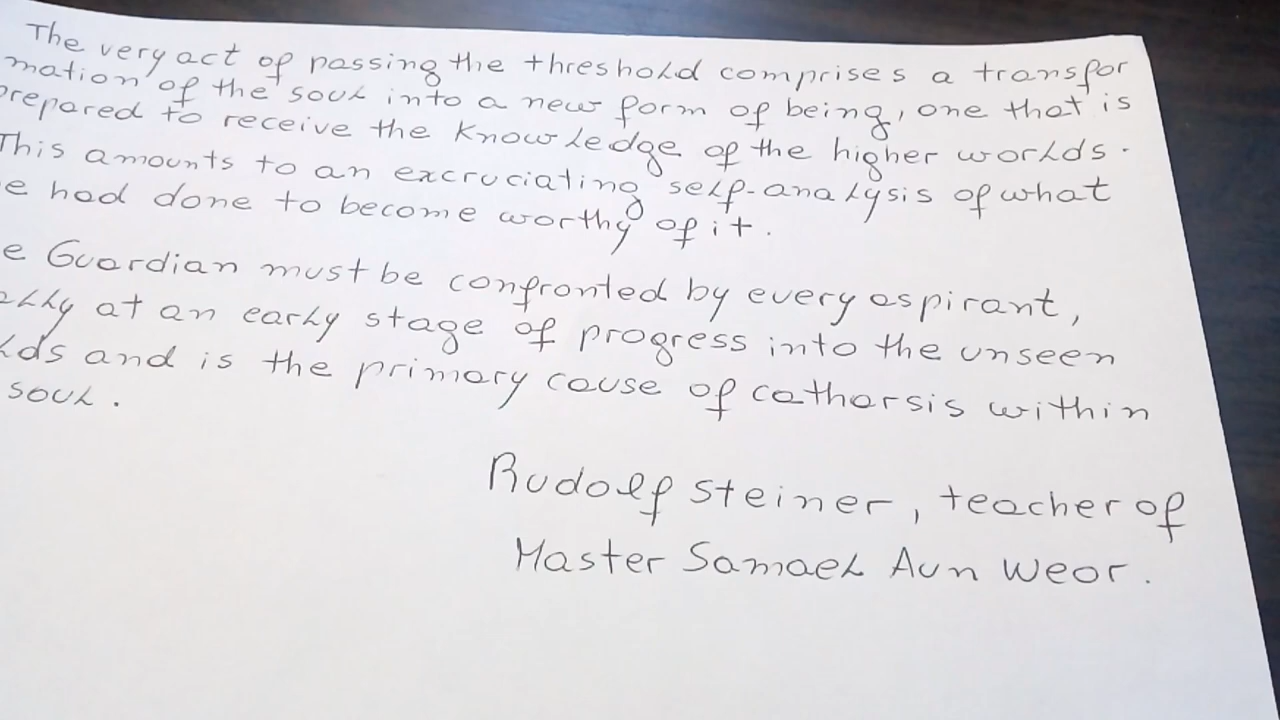 The very act of passing the threshold comprises a transfor
mation of the soul into a new form of being, one that is
prepared to receive the knowledge of the higher worlds.
This amounts to an excruciating self-analysis of what
e had done to become worthy of it.
e Guardian must be confronted by every aspirant,
ally at an early stage of progress into the unseen
lds and is the primary cause of catharsis within
soul.
Rudolf Steiner, teacher of
Master Samael Aun Weor.